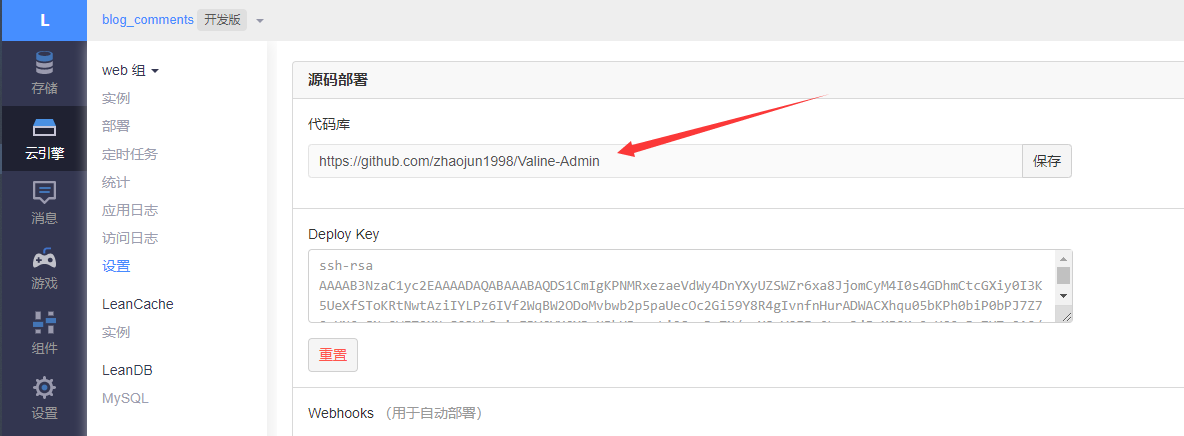 L
blog_comments 开发版
存储
云引擎
消息
游戏
组件
设置
web 组
实例
部署
定时任务
统计
应用日志
访问日志
设置
LeanCache
实例
LeanDB
MySQL
源码部署
代码库
https://github.com/zhaojun1998/Valine-Admin
保存
Deploy Key
ssh-rsa
AAAAB3NzaC1yc2EAAAADAQABAAABAQDS1CmIgKPNMRxezaeVdWy4DnYXyUZSWZr6xa8JjomCyM4I0s4GDhmCtcGXiy0I3K
5UeXfSToKRtNwtAziIYLPz6IVf2WqBW2ODoMvbwb2p5paUecOc2Gi59Y8R4gIvnfnHurADWACXhqu05bKPh0biP0bPJ7Z7
重置
Webhooks （用于自动部署）